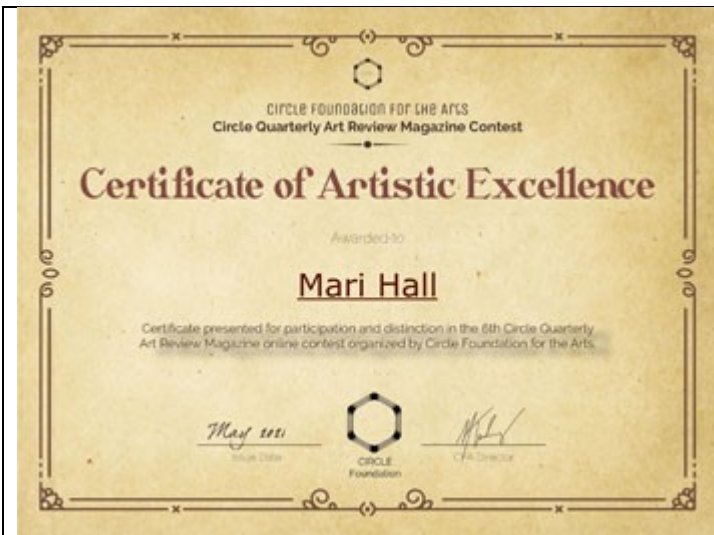 CIRCLE FOUNDATION FOR THE ARTS
Circle Quarterly Art Review Magazine Contest
Certificate of Artistic Excellence
Awarded to
Mari Hall
Certificate presented for participation and distinction in the 6th Circle Quarterly
Art Review Magazine online contest organized by Circle Foundation for the Arts.
May 2021
Issue Date
CFA Director
CIRCLE
Foundation